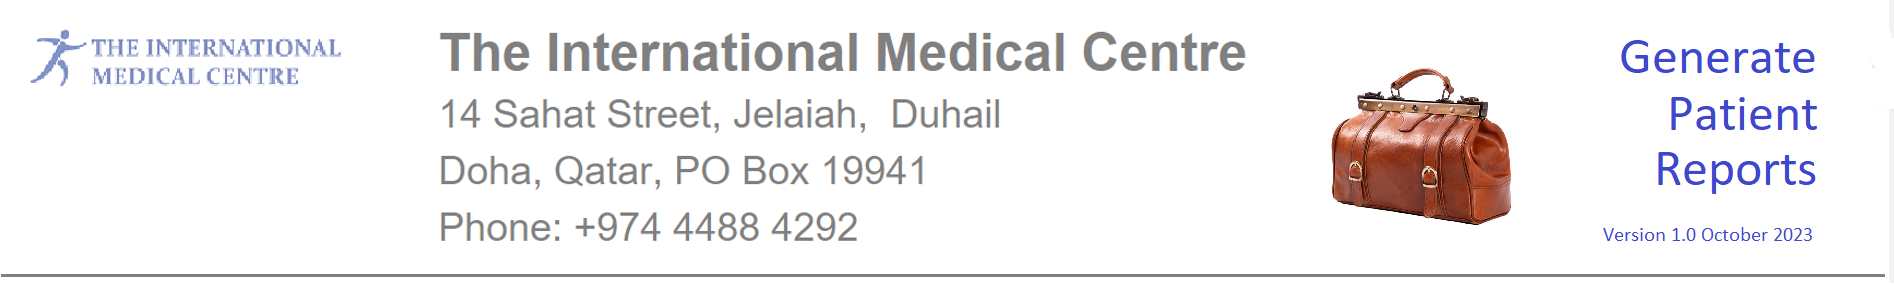 THE INTERNATIONAL
MEDICAL CENTRE
The International Medical Centre
14 Sahat Street, Jelaiah, Duhail
Doha, Qatar, PO Box 19941
Phone: +974 4488 4292
Generate
Patient
Reports
Version 1.0 October 2023